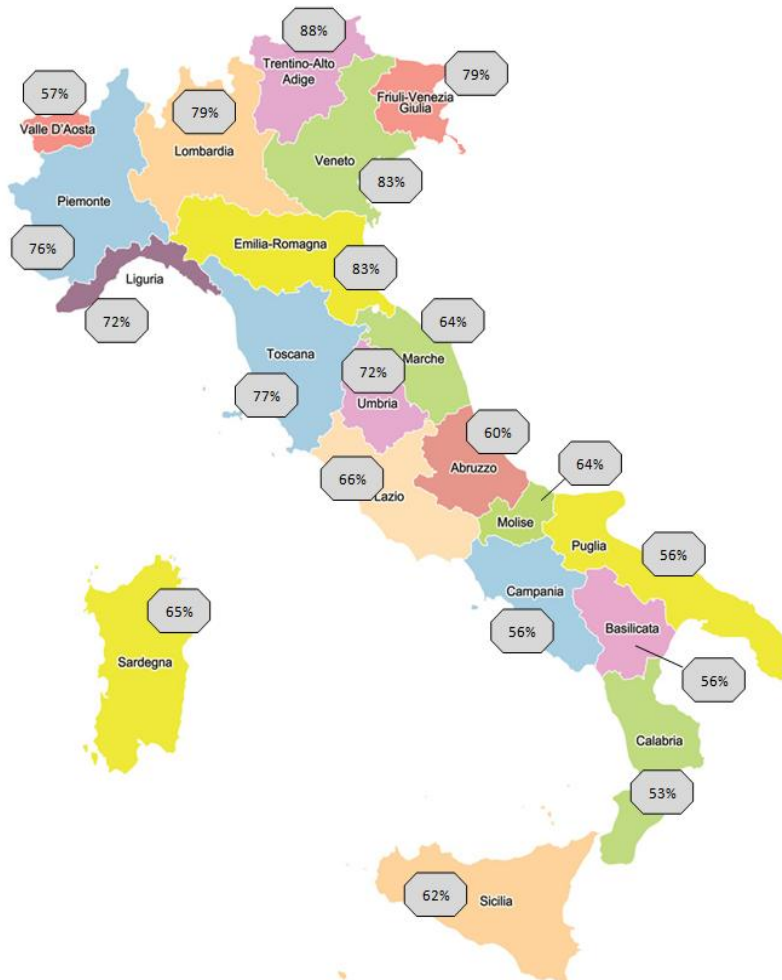 88%
Trentino-Alto
Adige
79%
Friuli-Venezia
Giulia
57%
Valle D'Aosta
79%
Lombardia
Veneto
83%
Piemonte
76%
Emilia-Romagna
83%
Liguria
72%
64%
Marche
Toscana
77%
72%
Umbria
60%
Abruzzo
66%
Lazio
64%
Molise
Puglia
56%
Campania
56%
Basilicata
56%
65%
Sardegna
Calabria
53%
62%
Sicilia